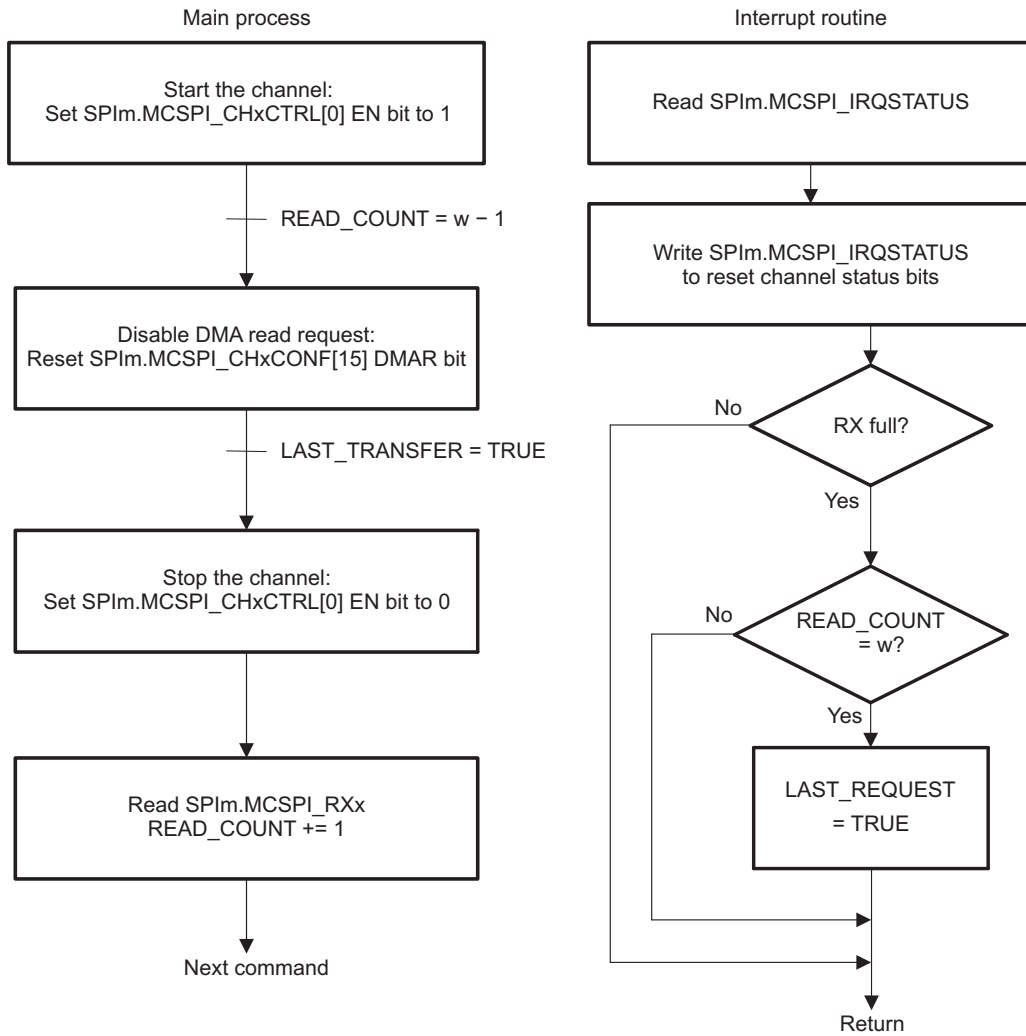 Main process
Start the channel:
Set SPIm.MCSPI_CHxCTRL[0] EN bit to 1
READ_COUNT = w − 1
Disable DMA read request:
Reset SPIm.MCSPI_CHxCONF[15] DMAR bit
LAST_TRANSFER = TRUE
Stop the channel:
Set SPIm.MCSPI_CHxCTRL[0] EN bit to 0
Read SPIm.MCSPI_RXx
READ_COUNT += 1
Next command
Interrupt routine
Read SPIm.MCSPI_IRQSTATUS
Write SPIm.MCSPI_IRQSTATUS
to reset channel status bits
No
RX full?
Yes
No
READ_COUNT
= w?
Yes
LAST_REQUEST
= TRUE
Return